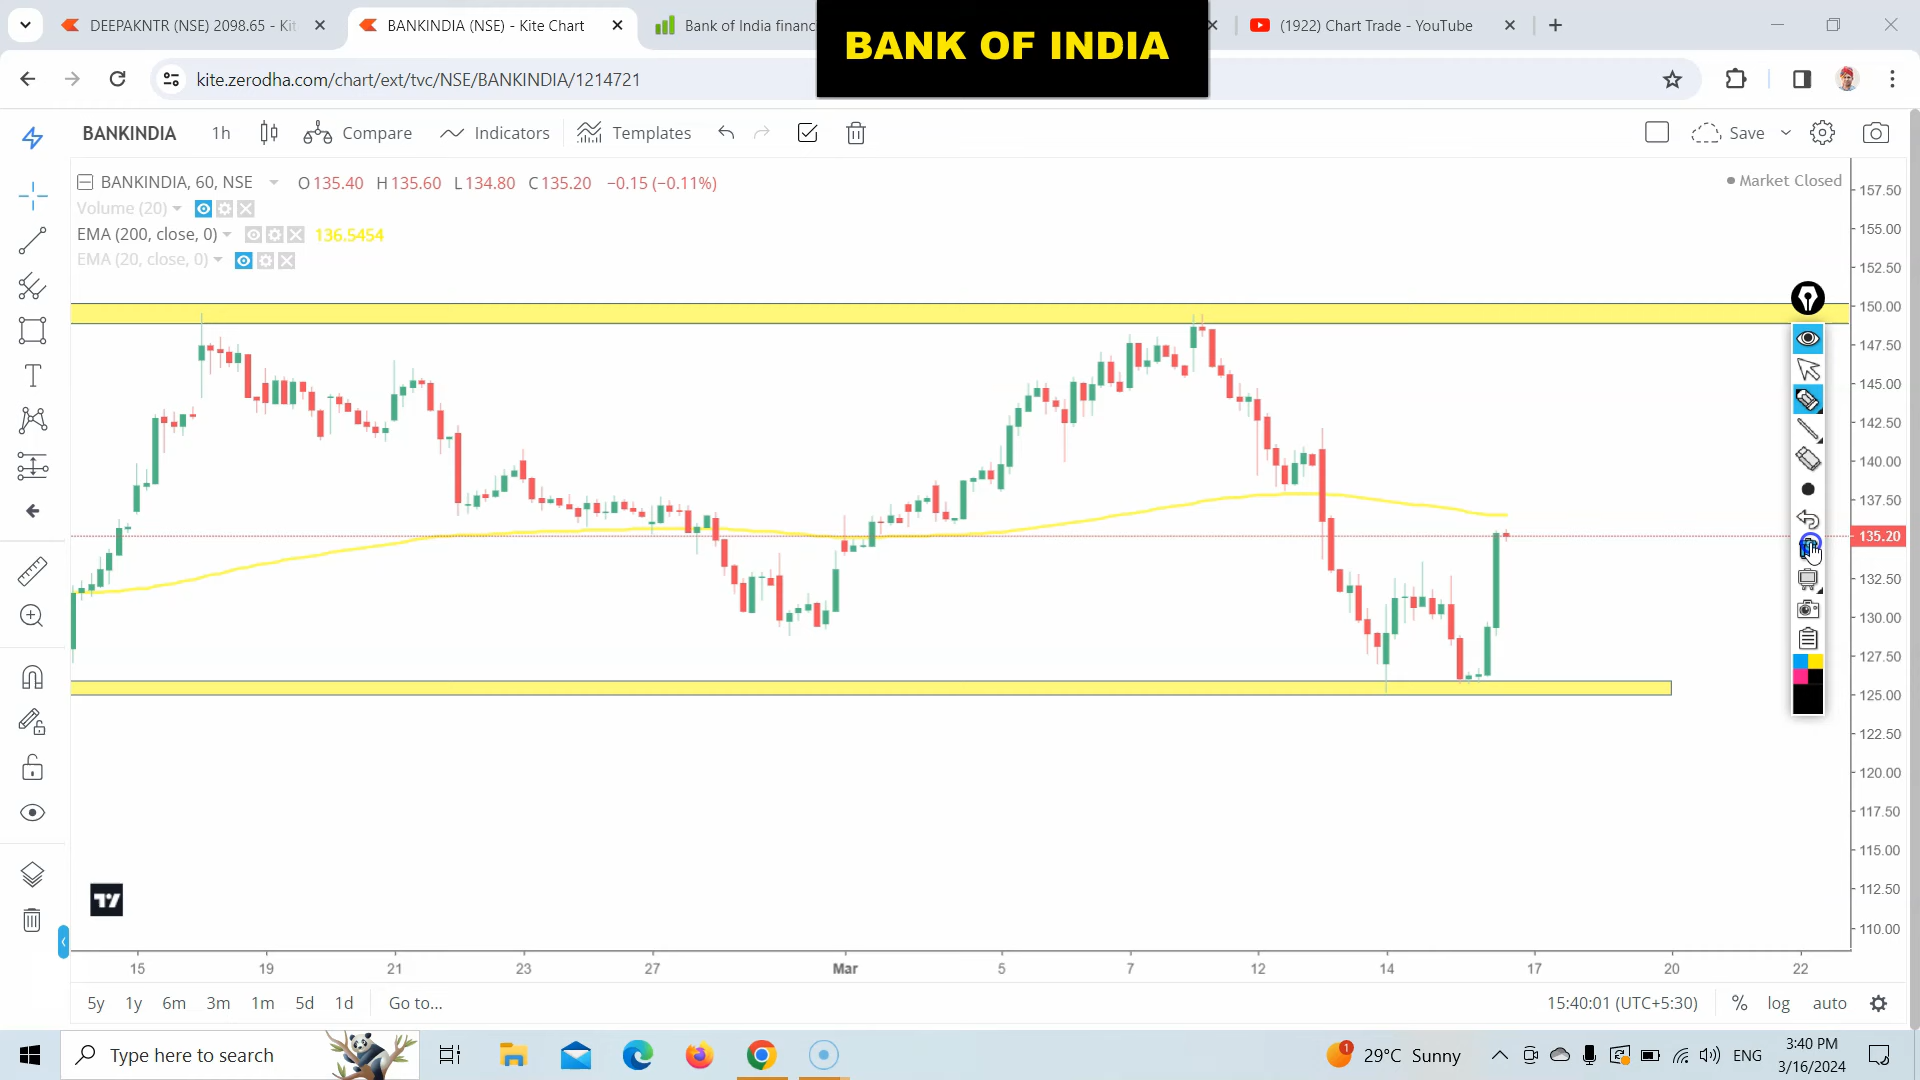 DEEPAKNTR (NSE) 2098.65 - Kit
BANKINDIA (NSE) - Kite Chart
Bank of India financ
BANK OF INDIA
(1922) Chart Trade - YouTube
kite.zerodha.com/chart/ext/tvc/NSE/BANKINDIA/1214721
BANKINDIA 1h Compare Indicators Templates Save
BANKINDIA, 60, NSE O 135.40 H 135.60 L 134.80 C 135.20 −0.15 (−0.11%)
Market Closed
Volume (20)
EMA (200, close, 0) 136.5454
EMA (20, close, 0)
157.50
155.00
152.50
150.00
147.50
145.00
142.50
140.00
137.50
135.20
132.50
130.00
127.50
125.00
122.50
120.00
117.50
115.00
112.50
110.00
15 19 21 23 27 Mar 5 7 12 14 17 20 22
5y 1y 6m 3m 1m 5d 1d Go to... 15:40:01 (UTC+5:30) % log auto
Type here to search
1
29°C Sunny
ENG
3:40 PM
3/16/2024